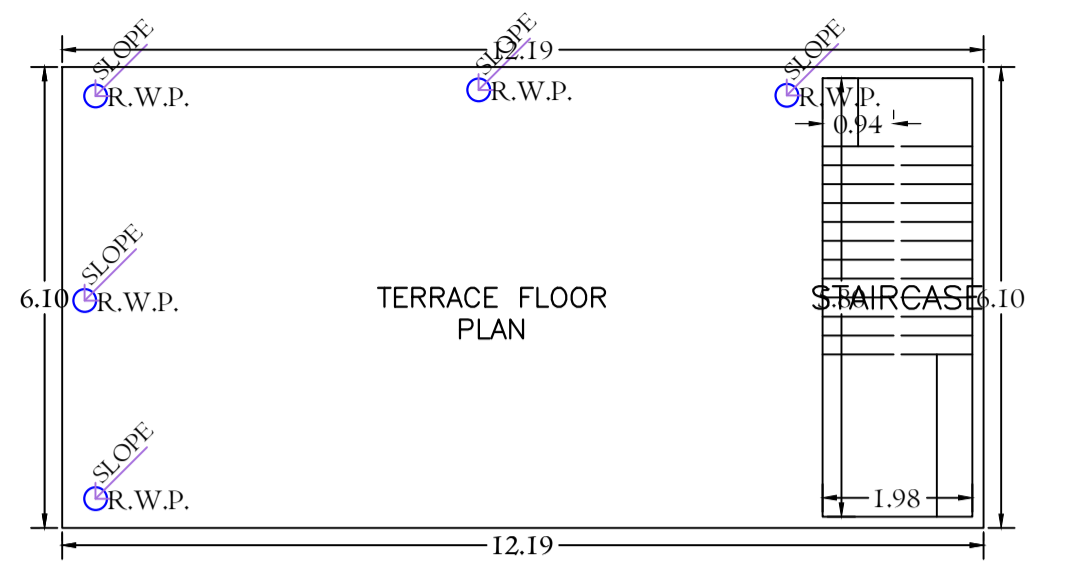 12.19
SLOPE
R.W.P.
SLOPE
R.W.P.
SLOPE
R.W.P.
0.94
SLOPE
R.W.P.
6.10
TERRACE FLOOR
PLAN
STAIRCASE
6.10
SLOPE
R.W.P.
1.98
12.19